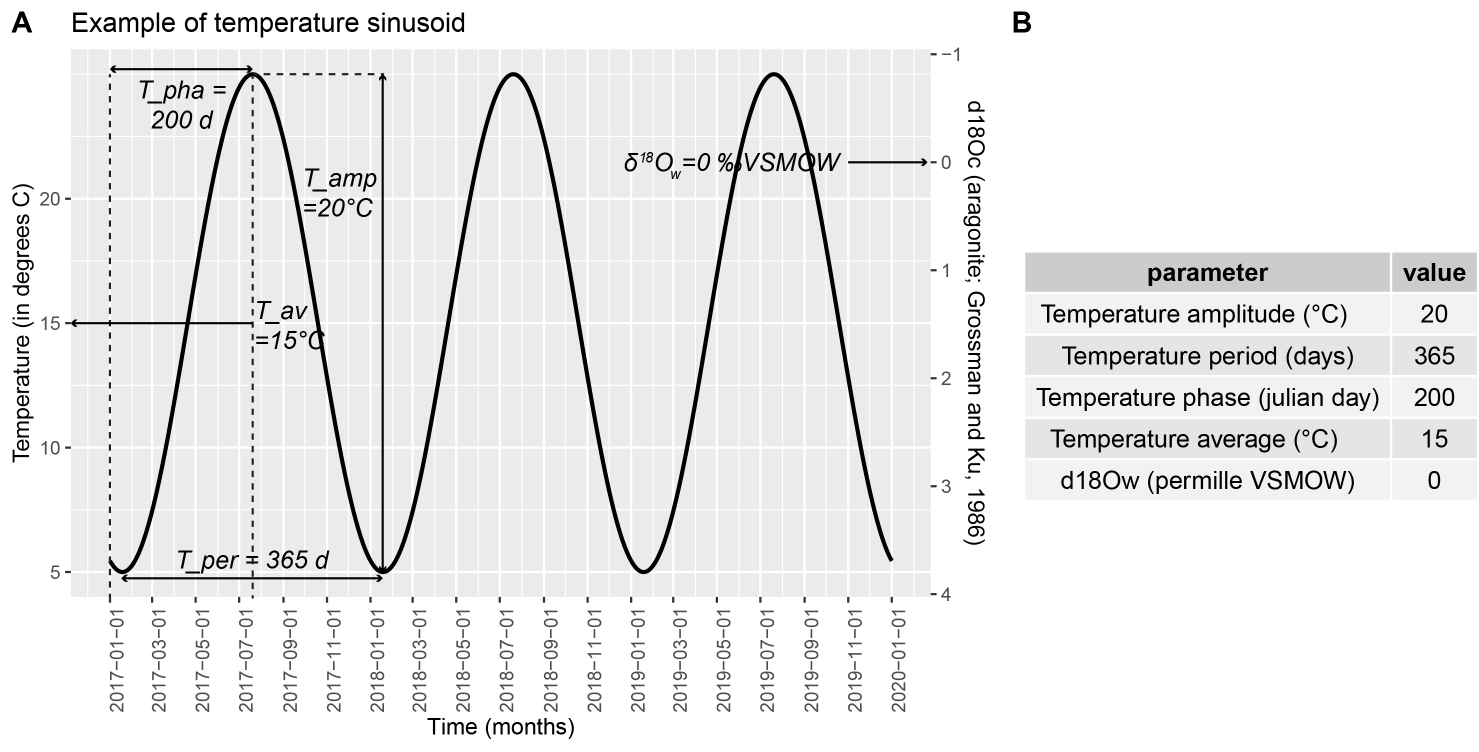 A
Example of temperature sinusoid
T_pha =
200 d
T_amp
=20°C
T_av
=15°C
T_per = 365 d
δ¹⁸Ow=0 ‰VSMOW
Temperature (in degrees C)
20
15
10
5
2017−01−01
2017−03−01
2017−05−01
2017−07−01
2017−09−01
2017−11−01
2018−01−01
2018−03−01
2018−05−01
2018−07−01
2018−09−01
2018−11−01
2019−01−01
2019−03−01
2019−05−01
2019−07−01
2019−09−01
2019−11−01
2020−01−01
Time (months)
−1
0
1
2
3
4
d18Oc (aragonite; Grossman and Ku, 1986)
B
parameter value
Temperature amplitude (°C) 20
Temperature period (days) 365
Temperature phase (julian day) 200
Temperature average (°C) 15
d18Ow (permille VSMOW) 0